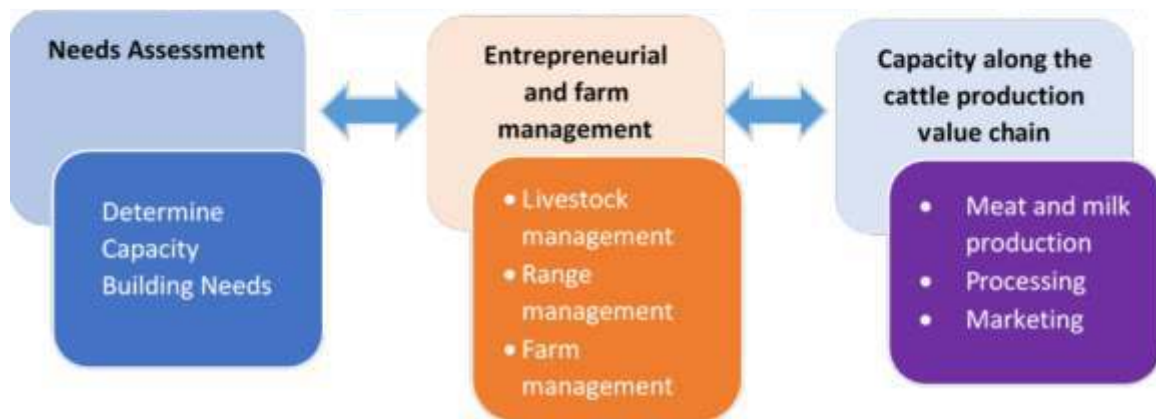 Needs Assessment
Determine
Capacity
Building Needs
Entrepreneurial
and farm
management
• Livestock
management
• Range
management
• Farm
management
Capacity along the
cattle production
value chain
• Meat and milk
production
• Processing
• Marketing